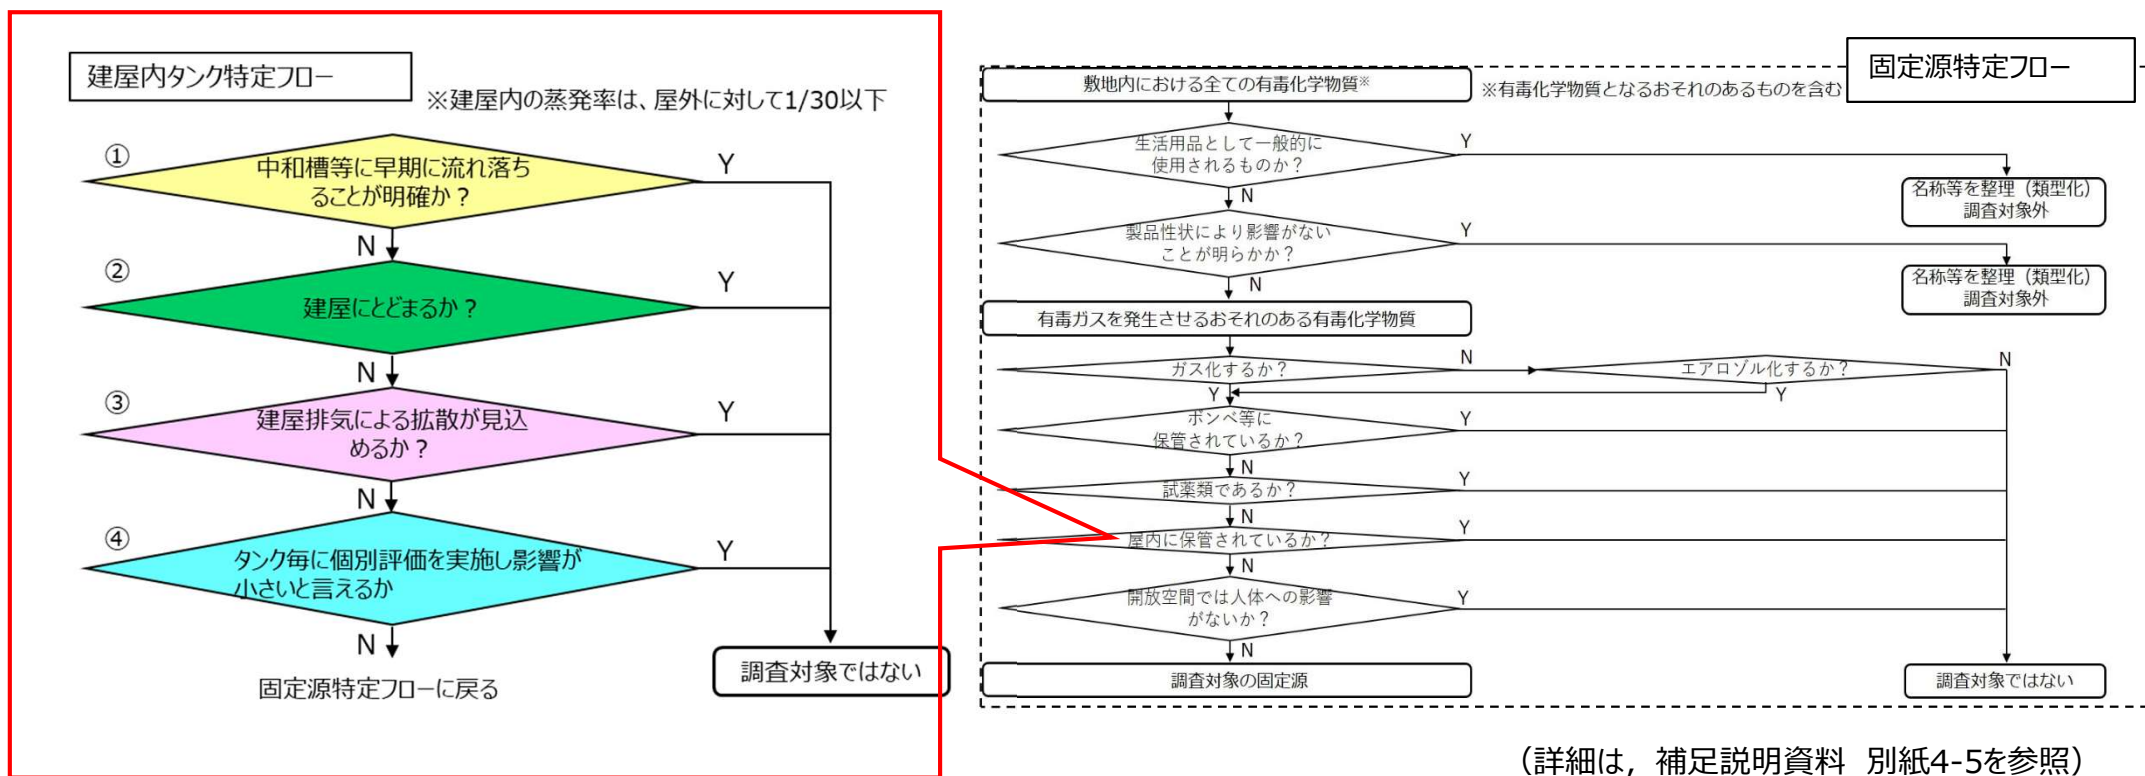 建屋内タンク特定フロー
※建屋内の蒸発率は、屋外に対して1/30以下
①
中和槽等に早期に流れ落ち
ることが明確か？
Y
N
②
建屋にとどまるか？
Y
N
③
建屋排気による拡散が見込
めるか？
Y
N
④
タンク毎に個別評価を実施し影響が
小さいと言えるか
Y
N
固定源特定フローに戻る
調査対象ではない
固定源特定フロー
敷地内における全ての有毒化学物質※
※有毒化学物質となるおそれのあるものを含む
生活用品として一般的に
使用されるものか？
Y
名称等を整理（類型化）
調査対象外
N
製品性状により影響がない
ことが明らかか？
Y
名称等を整理（類型化）
調査対象外
N
有毒ガスを発生させるおそれのある有毒化学物質
ガス化するか？
N
エアロゾル化するか？
N
Y
Y
ボンベ等に
保管されているか？
Y
N
試薬類であるか？
Y
N
屋内に保管されているか？
Y
N
開放空間では人体への影響
がないか？
Y
N
調査対象の固定源
調査対象ではない
（詳細は，補足説明資料 別紙4-5を参照）